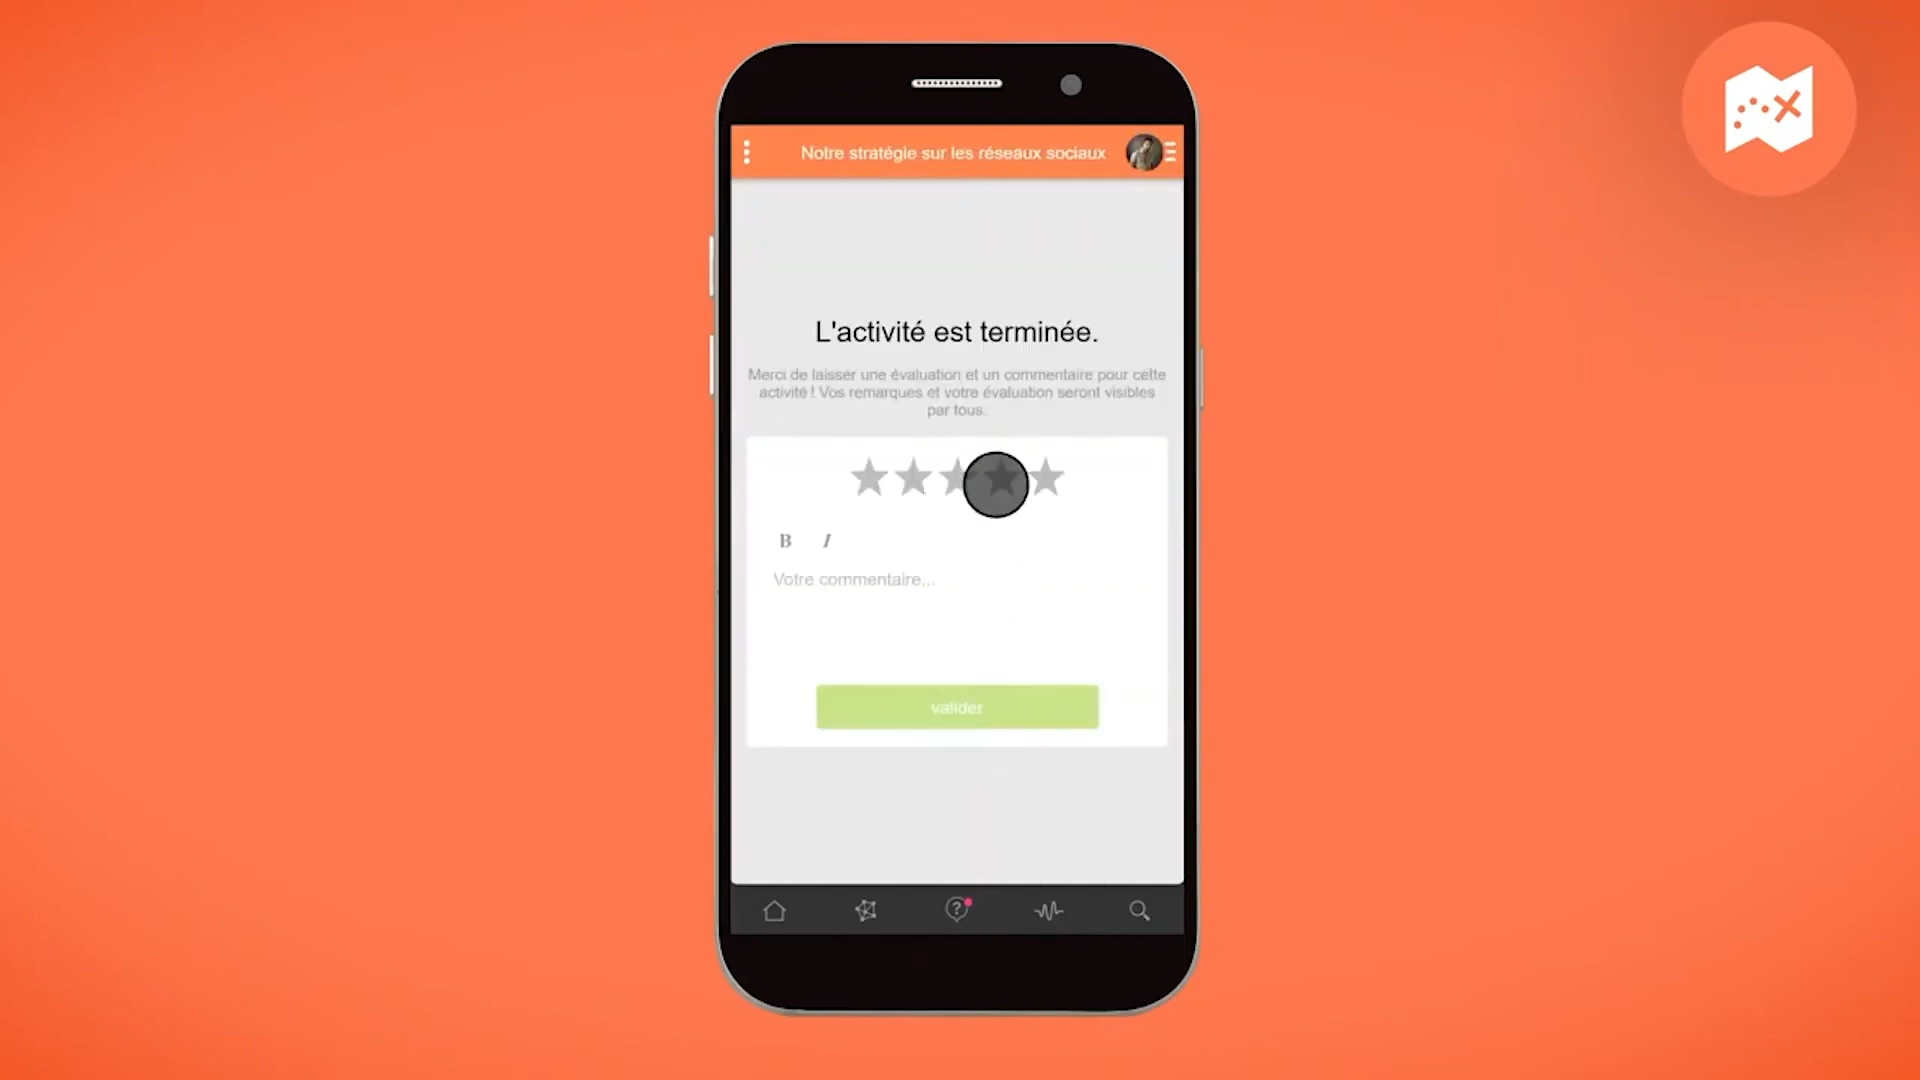 Notre stratégie sur les réseaux sociaux
L'activité est terminée.
Merci de laisser une évaluation et un commentaire pour cette
activité ! Vos remarques et votre évaluation seront visibles
par tous.
B I
Votre commentaire...
valider